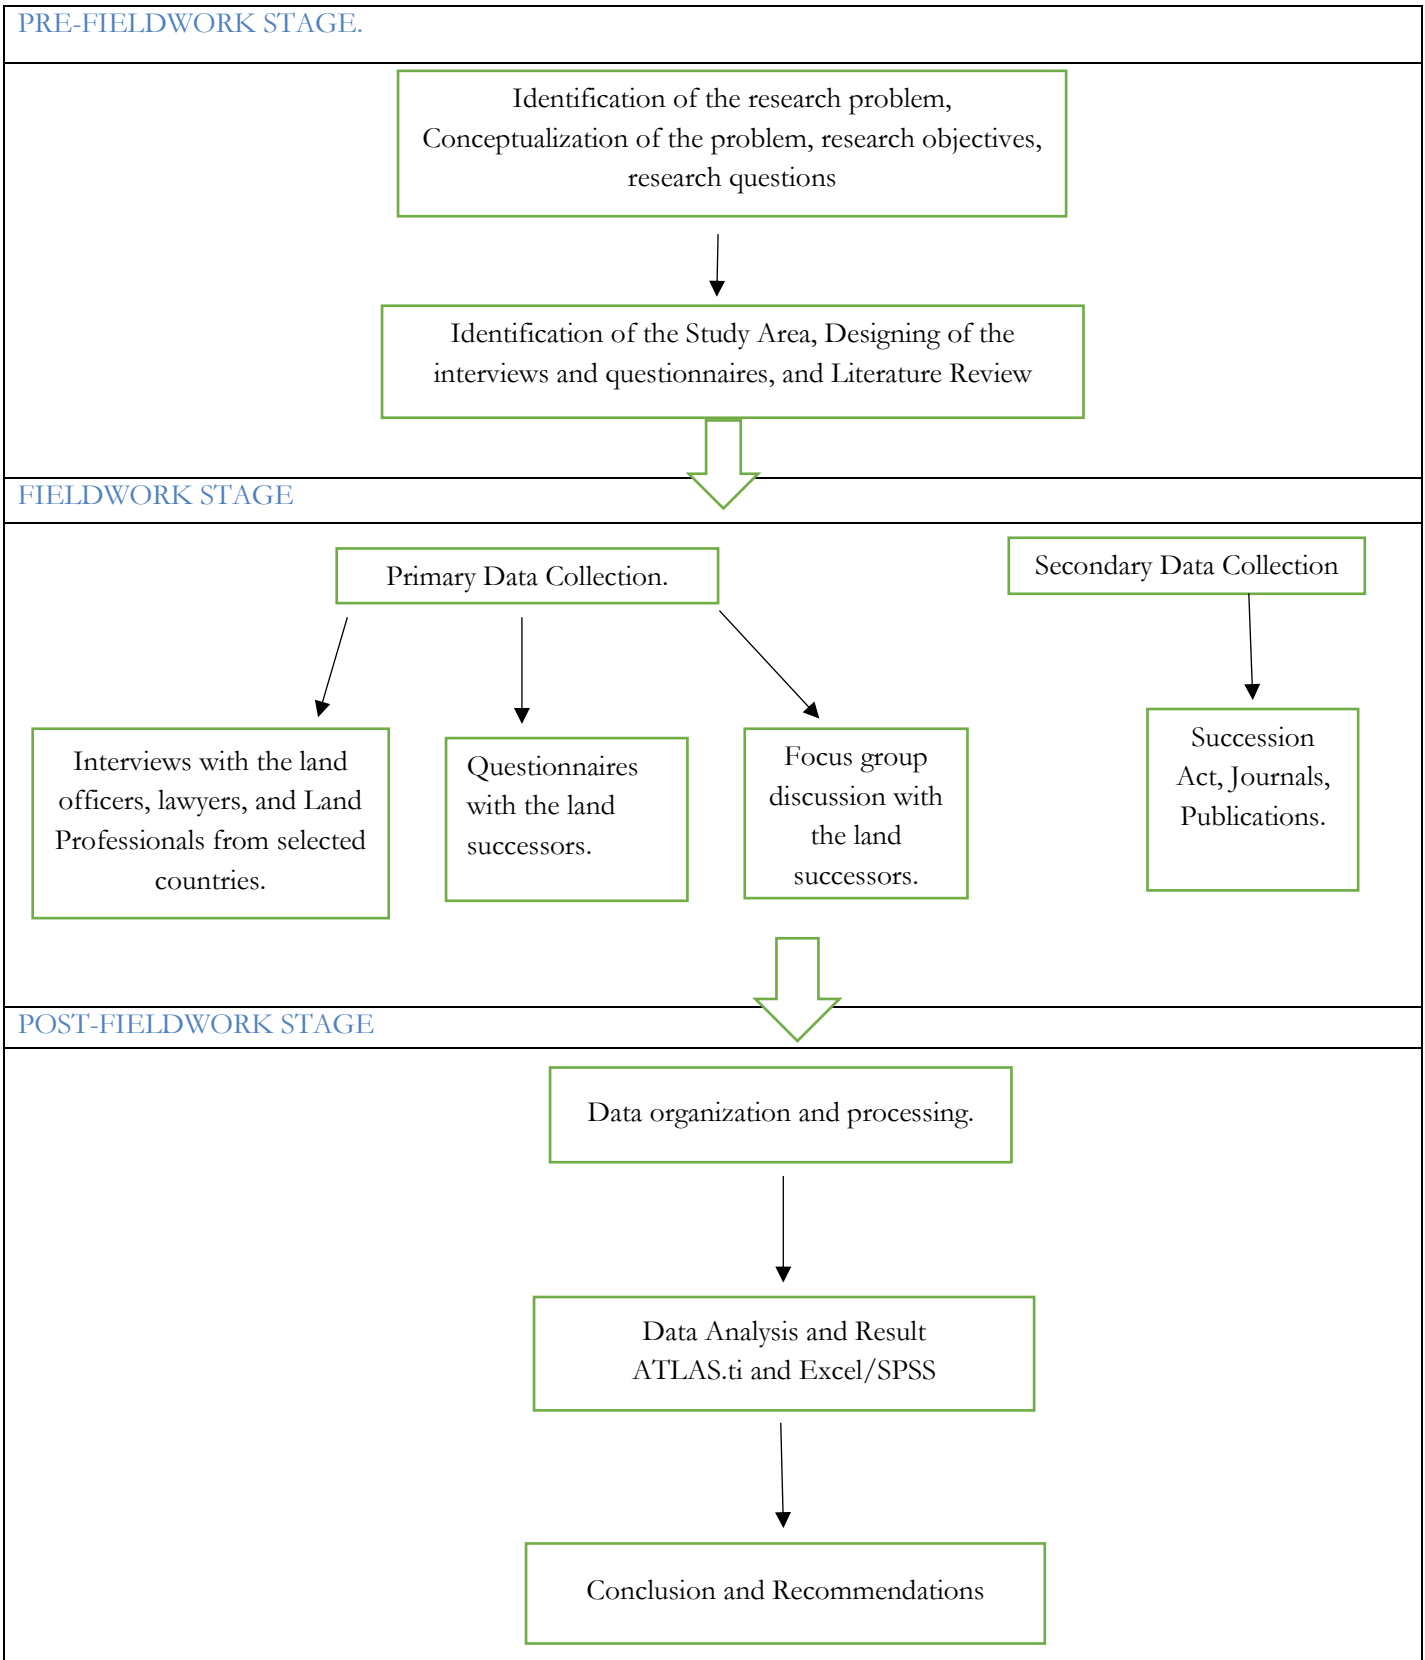 PRE-FIELDWORK STAGE.
Identification of the research problem,
Conceptualization of the problem, research objectives,
research questions
Identification of the Study Area, Designing of the
interviews and questionnaires, and Literature Review
FIELDWORK STAGE
Primary Data Collection.
Secondary Data Collection
Interviews with the land
officers, lawyers, and Land
Professionals from selected
countries.
Questionnaires
with the land
successors.
Focus group
discussion with
the land
successors.
Succession
Act, Journals,
Publications.
POST-FIELDWORK STAGE
Data organization and processing.
Data Analysis and Result
ATLAS.ti and Excel/SPSS
Conclusion and Recommendations